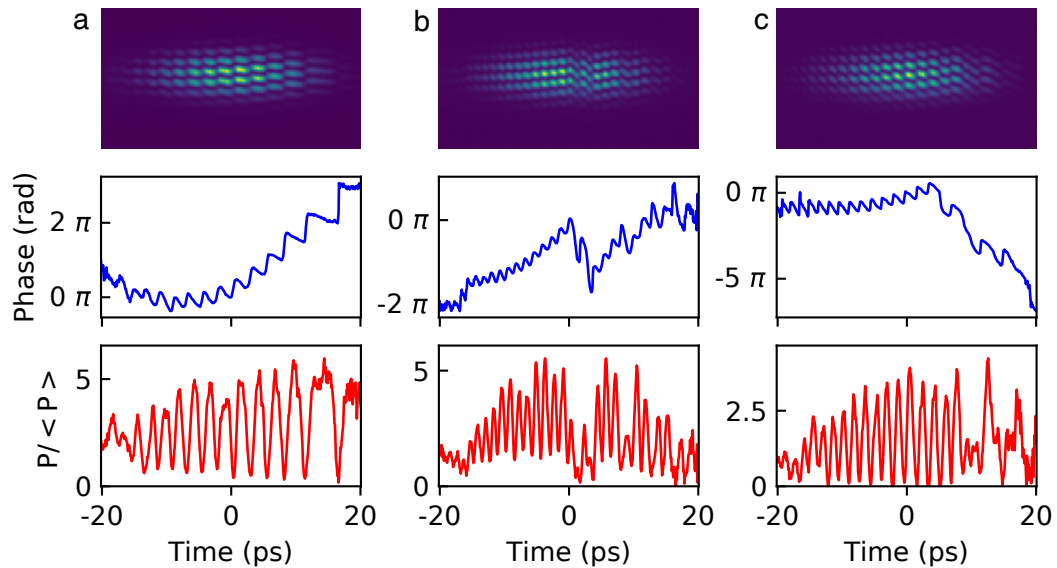 a
b
c
Phase (rad)
2 π
0 π
0 π
-2 π
0 π
-5 π
P/ < P >
5
0
5
0
2.5
0
-20
0
20
-20
0
20
-20
0
20
Time (ps)
Time (ps)
Time (ps)